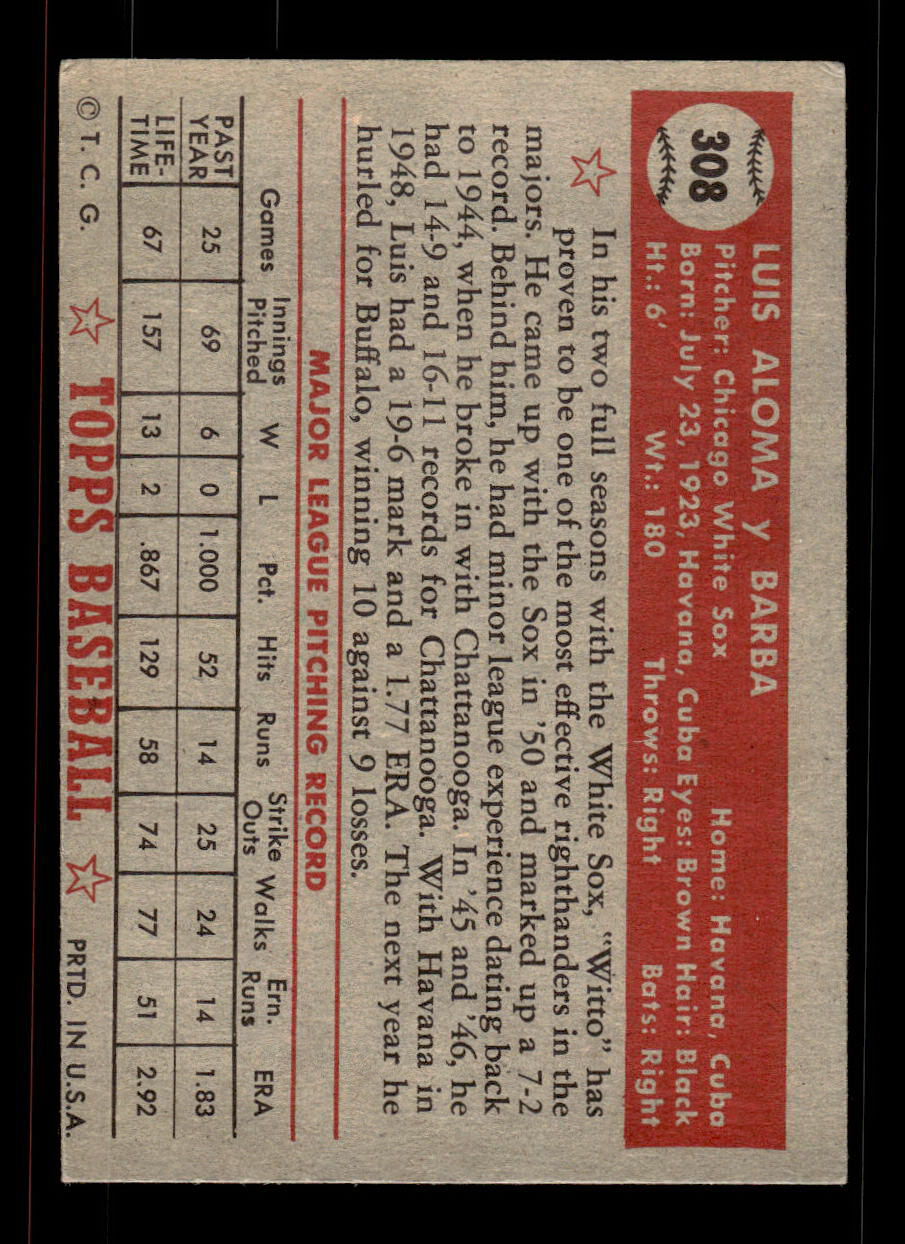 308
LUIS ALOMA y BARBA
Pitcher: Chicago White Sox Home: Havana, Cuba
Born: July 23, 1923, Havana, Cuba Eyes: Brown Hair: Black
Ht.: 6' Wt.: 180 Throws: Right Bats: Right
In his two full seasons with the White Sox, "Witto" has
proven to be one of the most effective righthanders in the
majors. He came up with the Sox in '50 and marked up a 7-2
record. Behind him, he had minor league experience dating back
to 1944, when he broke in with Chattanooga. In '45 and '46, he
had 14-9 and 16-11 records for Chattanooga. With Havana in
1948, Luis had a 19-6 mark and a 1.77 ERA. The next year he
hurled for Buffalo, winning 10 against 9 losses.
MAJOR LEAGUE PITCHING RECORD
Games Innings Pitched W L Pct. Hits Runs Strike Outs Walks Ern. Runs ERA
PAST YEAR 25 69 6 0 1.000 52 14 25 24 14 1.83
LIFE-TIME 67 157 13 2 .867 129 58 74 77 51 2.92
© T. C. G. TOPPS BASEBALL PRTD. IN U.S.A.